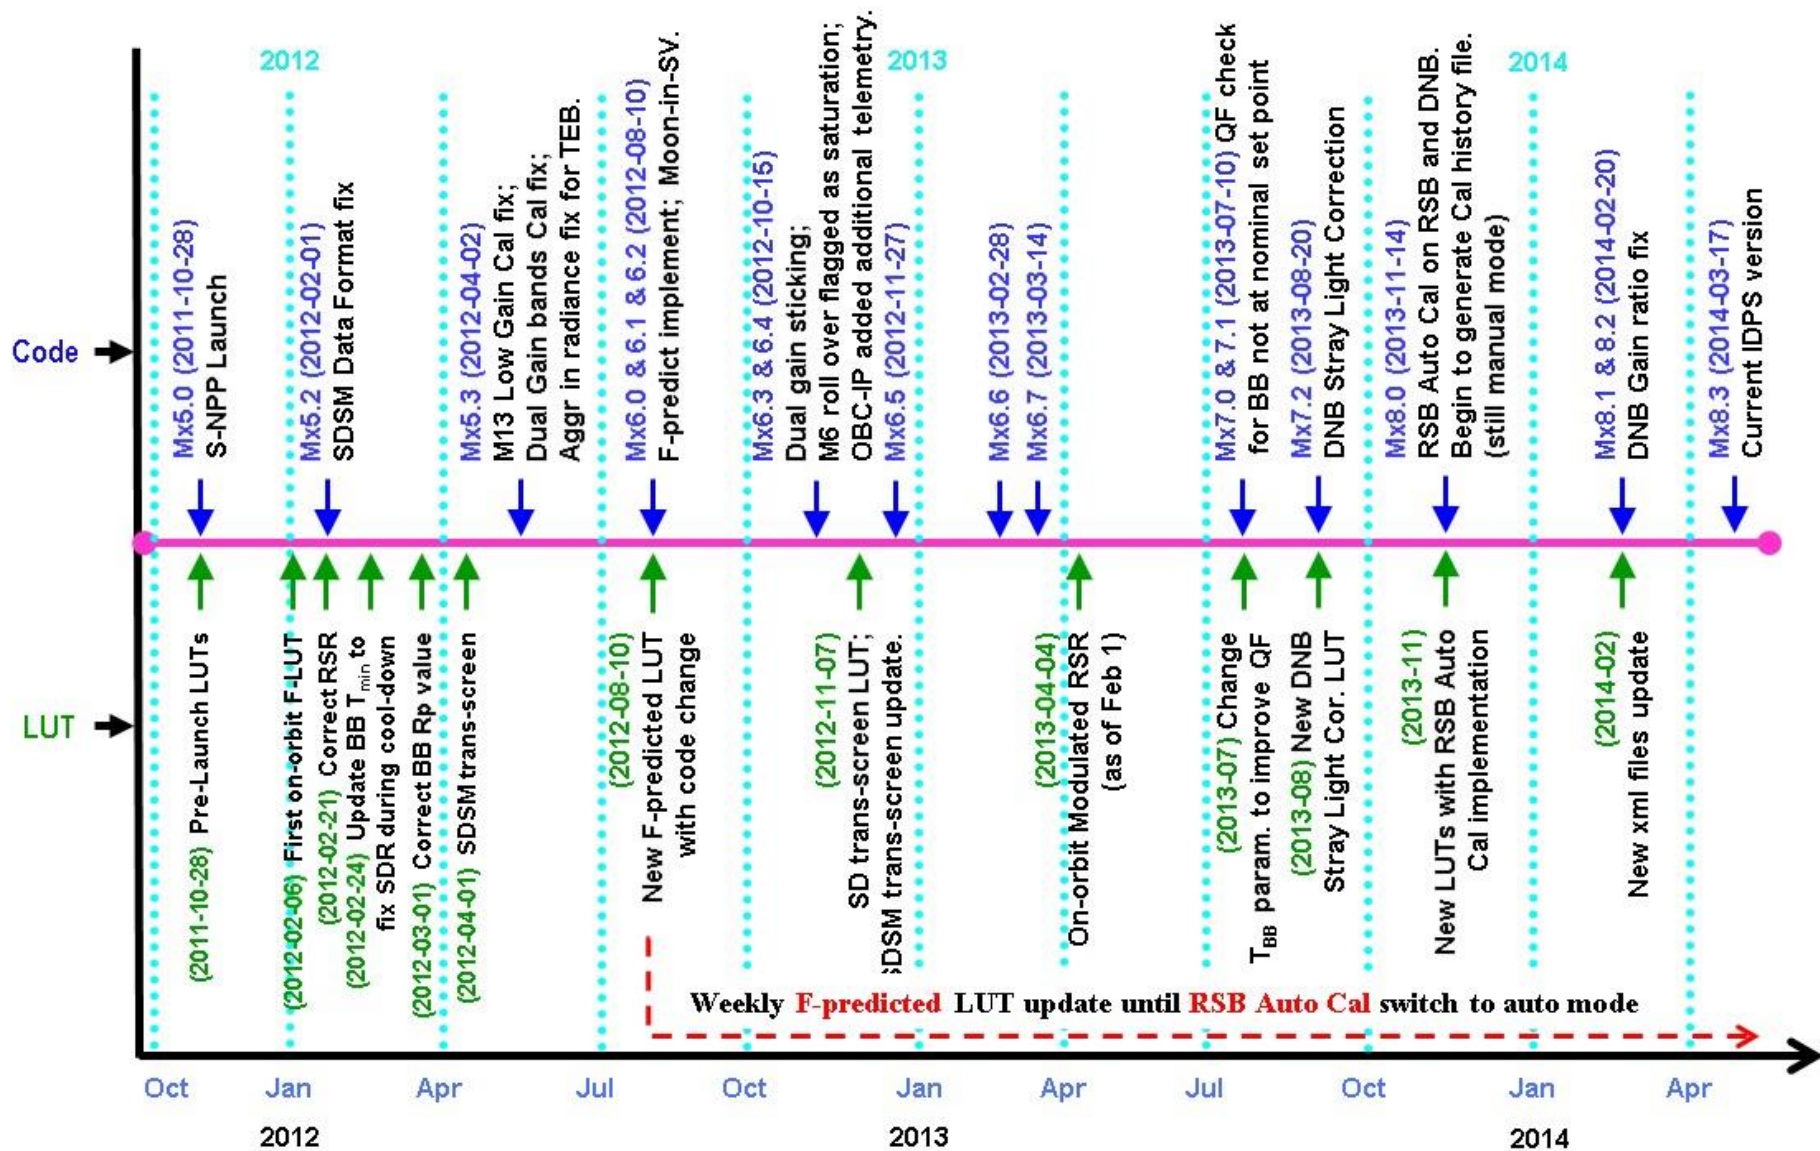 2012
2013
2014
Code
Mx5.0 (2011-10-28)
S-NPP Launch
Mx5.2 (2012-02-01)
SDSM Data Format fix
Mx5.3 (2012-04-02)
M13 Low Gain Cal fix;
Dual Gain bands Cal fix;
Aggr in radiance fix for TEB.
Mx6.0 & 6.1 & 6.2 (2012-08-10)
F-predict implement; Moon-in-SV.
Mx6.3 & 6.4 (2012-10-15)
Dual gain sticking;
M6 roll over flagged as saturation;
OBC-IP added additional telemetry.
Mx6.5 (2012-11-27)
Mx6.6 (2013-02-28)
Mx6.7 (2013-03-14)
Mx7.0 & 7.1 (2013-07-10) QF check
for BB not at nominal set point
Mx7.2 (2013-08-20)
DNB Stray Light Correction
Mx8.0 (2013-11-14)
RSB Auto Cal on RSB and DNB.
Begin to generate Cal history file.
(still manual mode)
Mx8.1 & 8.2 (2014-02-20)
DNB Gain ratio fix
Mx8.3 (2014-03-17)
Current IDPS version
LUT
(2011-10-28) Pre-Launch LUTs
(2012-02-06) First on-orbit F-LUT
(2012-02-21) Correct RSR
(2012-02-24) Update BB Tmin to
fix SDR during cool-down
(2012-03-01) Correct BB Rp value
(2012-04-01) SDSM trans-screen
(2012-08-10)
New F-predicted LUT
with code change
(2012-11-07)
SD trans-screen LUT;
SDSM trans-screen update.
(2013-04-04)
On-orbit Modulated RSR
(as of Feb 1)
(2013-07) Change
TBB param. to improve QF
(2013-08) New DNB
Stray Light Cor. LUT
(2013-11)
New LUTs with RSB Auto
Cal implementation
(2014-02)
New xml files update
Weekly F-predicted LUT update until RSB Auto Cal switch to auto mode
Oct Jan Apr Jul Oct Jan Apr Jul Oct Jan Apr
2012 2013 2014